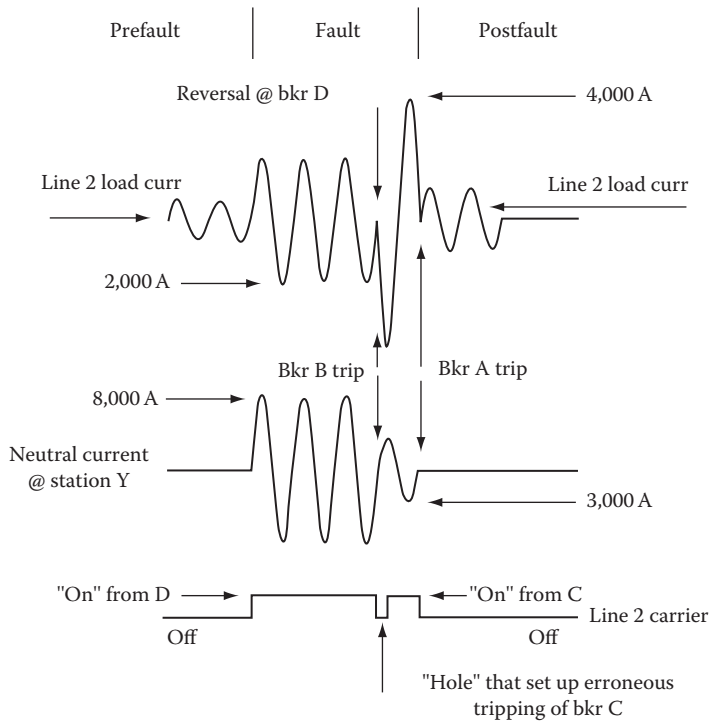 Prefault
Fault
Postfault
Reversal @ bkr D
4,000 A
Line 2 load curr
Line 2 load curr
2,000 A
Bkr B trip
Bkr A trip
8,000 A
Neutral current
@ station Y
3,000 A
"On" from D
"On" from C
Line 2 carrier
Off
Off
"Hole" that set up erroneous
tripping of bkr C